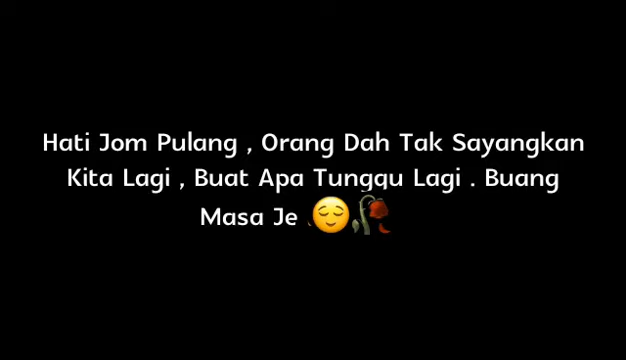 Hati Jom Pulang , Orang Dah Tak Sayangkan
Kita Lagi , Buat Apa Tunggu Lagi . Buang
Masa Je . 😌🥀